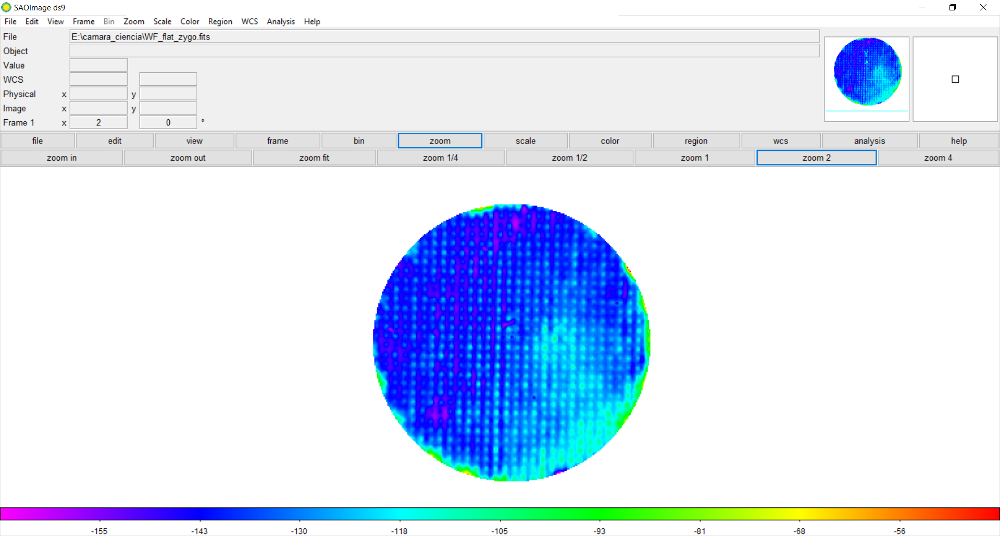 SAOImage ds9
File Edit View Frame Bin Zoom Scale Color Region WCS Analysis Help
File E:\camara_ciencia\WF_flat_zygo.fits
Object
Value
WCS
Physical x y
Image x y
Frame 1 x 2 0 °
file edit view frame bin zoom scale color region wcs analysis help
zoom in zoom out zoom fit zoom 1/4 zoom 1/2 zoom 1 zoom 2 zoom 4
-155 -143 -130 -118 -105 -93 -81 -68 -56